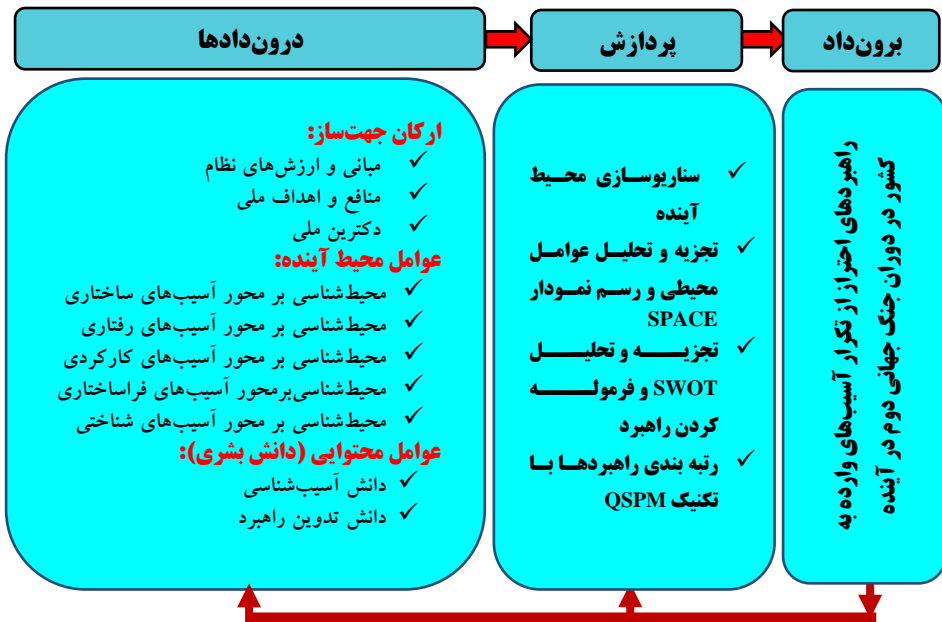 درون‌دادها
پردازش
برون‌داد
ارکان جهت‌ساز:
✓ مبانی و ارزش‌های نظام
✓ منافع و اهداف ملی
✓ دکترین ملی
عوامل محیط آینده:
✓ محیط‌شناسی بر محور آسیب‌های ساختاری
✓ محیط‌شناسی بر محور آسیب‌های رفتاری
✓ محیط‌شناسی بر محور آسیب‌های کارکردی
✓ محیط‌شناسی برمحور آسیب‌های فراساختاری
✓ محیط‌شناسی بر محور آسیب‌های شناختی
عوامل محتوایی (دانش بشری):
✓ دانش آسیب‌شناسی
✓ دانش تدوین راهبرد
✓ سناریوسازی محیط
آینده
✓ تجزیه و تحلیل عوامل
محیطی و رسم نمودار
SPACE
✓ تجزیه و تحلیل
SWOT و فرموله
کردن راهبرد
✓ رتبه بندی راهبردها با
تکنیک QSPM
راهبردهای احتراز از تکرار آسیب‌های وارده به
کشور در دوران جنگ جهانی دوم در آینده